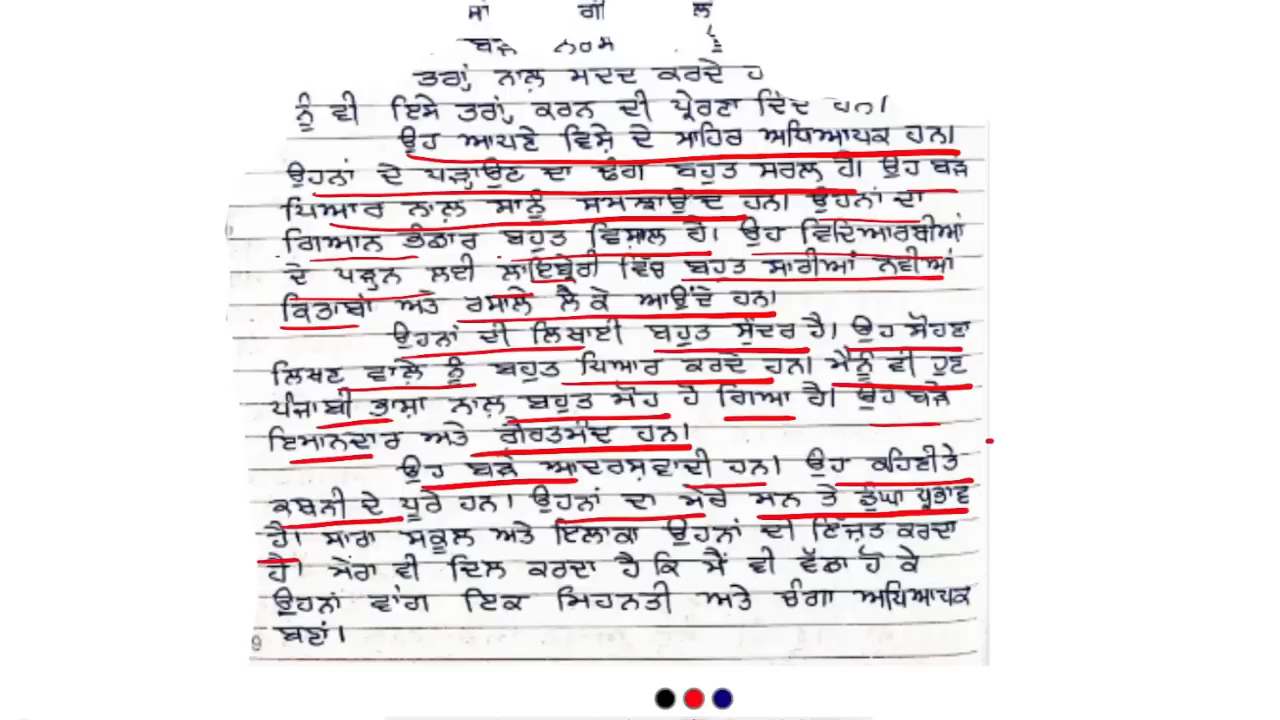 ਤਰ੍ਹਾਂ ਨਾਲ਼ ਮਦਦ ਕਰਦੇ ਹ
ਨੂੰ ਵੀ ਇਸੇ ਤਰ੍ਹਾਂ ਕਰਨ ਦੀ ਪ੍ਰੇਰਣਾ ਦਿੰਦ ਹਨ।
ਉਹ ਆਪਣੇ ਵਿਸ਼ੇ ਦੇ ਮਾਹਿਰ ਅਧਿਆਪਕ ਹਨ।
ਉਹਨਾਂ ਦੇ ਪੜ੍ਹਾਉਣ ਦਾ ਢੰਗ ਬਹੁਤ ਸਰਲ ਹੈ। ਉਹ ਬੜੇ
ਪਿਆਰ ਨਾਲ਼ ਸਾਨੂੰ ਸਮਝਾਉਂਦੇ ਹਨ। ਉਹਨਾਂ ਦਾ
ਗਿਆਨ ਭੰਡਾਰ ਬਹੁਤ ਵਿਸ਼ਾਲ ਹੈ। ਉਹ ਵਿਦਿਆਰਥੀਆਂ
ਦੇ ਪੜ੍ਹਨ ਲਈ ਲਾਇਬ੍ਰੇਰੀ ਵਿੱਚ ਬਹੁਤ ਸਾਰੀਆਂ ਨਵੀਆਂ
ਕਿਤਾਬਾਂ ਅਤੇ ਰਸਾਲੇ ਲੈ ਕੇ ਆਉਂਦੇ ਹਨ।
ਉਹਨਾਂ ਦੀ ਲਿਖਾਈ ਬਹੁਤ ਸੁੰਦਰ ਹੈ। ਉਹ ਸੋਹਣਾ
ਲਿਖਣ ਵਾਲ਼ੇ ਨੂੰ ਬਹੁਤ ਪਿਆਰ ਕਰਦੇ ਹਨ। ਮੈਨੂੰ ਵੀ ਹੁਣ
ਪੰਜਾਬੀ ਭਾਸ਼ਾ ਨਾਲ਼ ਬਹੁਤ ਮੋਹ ਹੋ ਗਿਆ ਹੈ। ਉਹ ਬੜੇ
ਇਮਾਨਦਾਰ ਅਤੇ ਗੈਰਤਮੰਦ ਹਨ।
ਉਹ ਬੜੇ ਆਦਰਸ਼ਵਾਦੀ ਹਨ। ਉਹ ਕਹਿਣੀ ਤੇ
ਕਥਨੀ ਦੇ ਪੂਰੇ ਹਨ। ਉਹਨਾਂ ਦਾ ਮੇਰੇ ਮਨ ਤੇ ਡੂੰਘਾ ਪ੍ਰਭਾਵ
ਹੈ। ਸਾਰਾ ਸਕੂਲ ਅਤੇ ਇਲਾਕਾ ਉਹਨਾਂ ਦੀ ਇੱਜ਼ਤ ਕਰਦਾ
ਹੈ। ਮੇਰਾ ਵੀ ਦਿਲ ਕਰਦਾ ਹੈ ਕਿ ਮੈਂ ਵੀ ਵੱਡਾ ਹੋ ਕੇ
ਉਹਨਾਂ ਵਾਂਗ ਇਕ ਮਿਹਨਤੀ ਅਤੇ ਚੰਗਾ ਅਧਿਆਪਕ
ਬਣਾਂ।